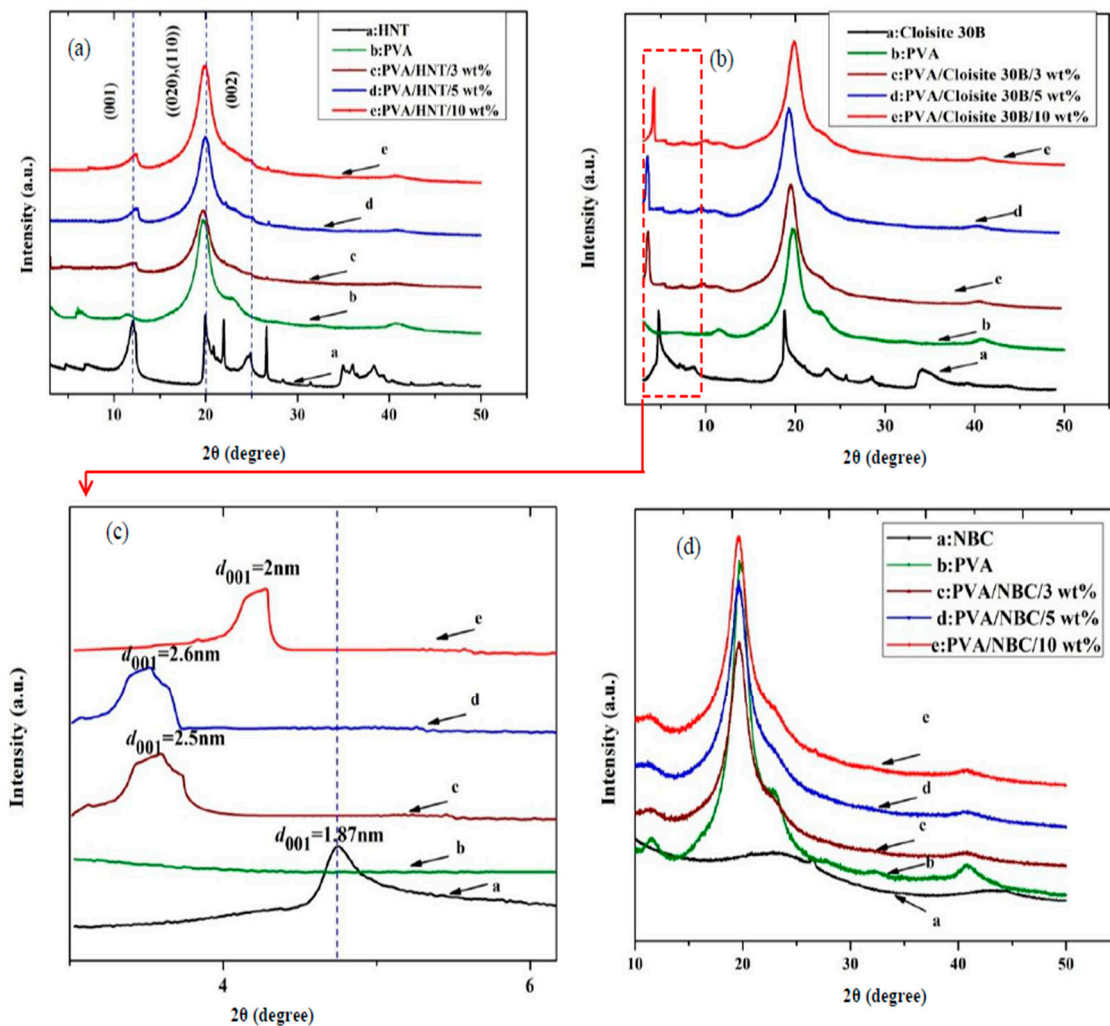 (a)
a:HNT
b:PVA
c:PVA/HNT/3 wt%
d:PVA/HNT/5 wt%
e:PVA/HNT/10 wt%
(001)
((020),(110))
(002)
e
d
c
b
a
Intensity (a.u.)
10 20 30 40 50
2θ (degree)
(b)
a:Cloisite 30B
b:PVA
c:PVA/Cloisite 30B/3 wt%
d:PVA/Cloisite 30B/5 wt%
e:PVA/Cloisite 30B/10 wt%
e
d
c
b
a
Intensity (a.u.)
10 20 30 40 50
2θ (degree)
(c)
d001=2nm
e
d001=2.6nm
d
d001=2.5nm
c
d001=1.87nm
b
a
Intensity (a.u.)
4 6
2θ (degree)
(d)
a:NBC
b:PVA
c:PVA/NBC/3 wt%
d:PVA/NBC/5 wt%
e:PVA/NBC/10 wt%
e
d
c
b
a
Intensity (a.u.)
10 20 30 40 50
2θ (degree)